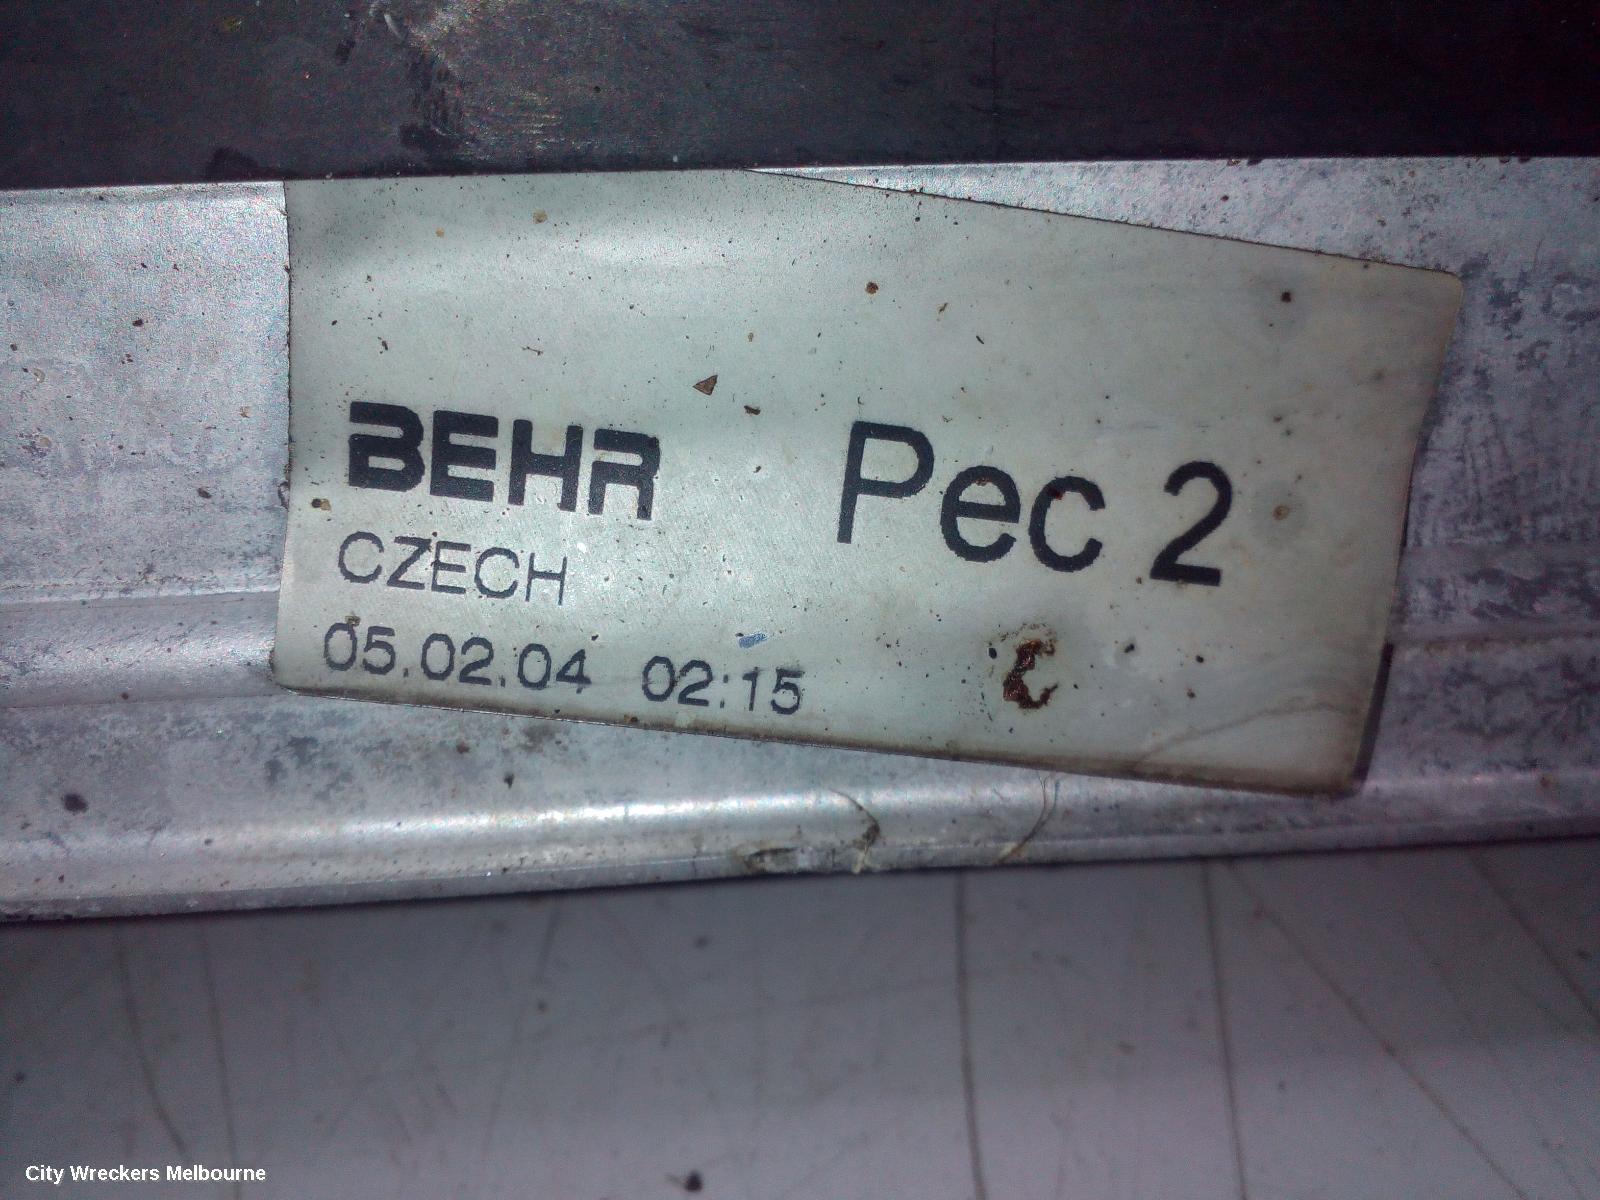 BEHR Pec 2
CZECH
05.02.04 02:15
City Wreckers Melbourne